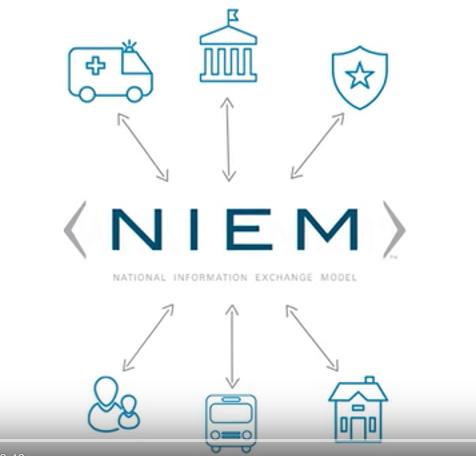 NIEM
NATIONAL INFORMATION EXCHANGE MODEL